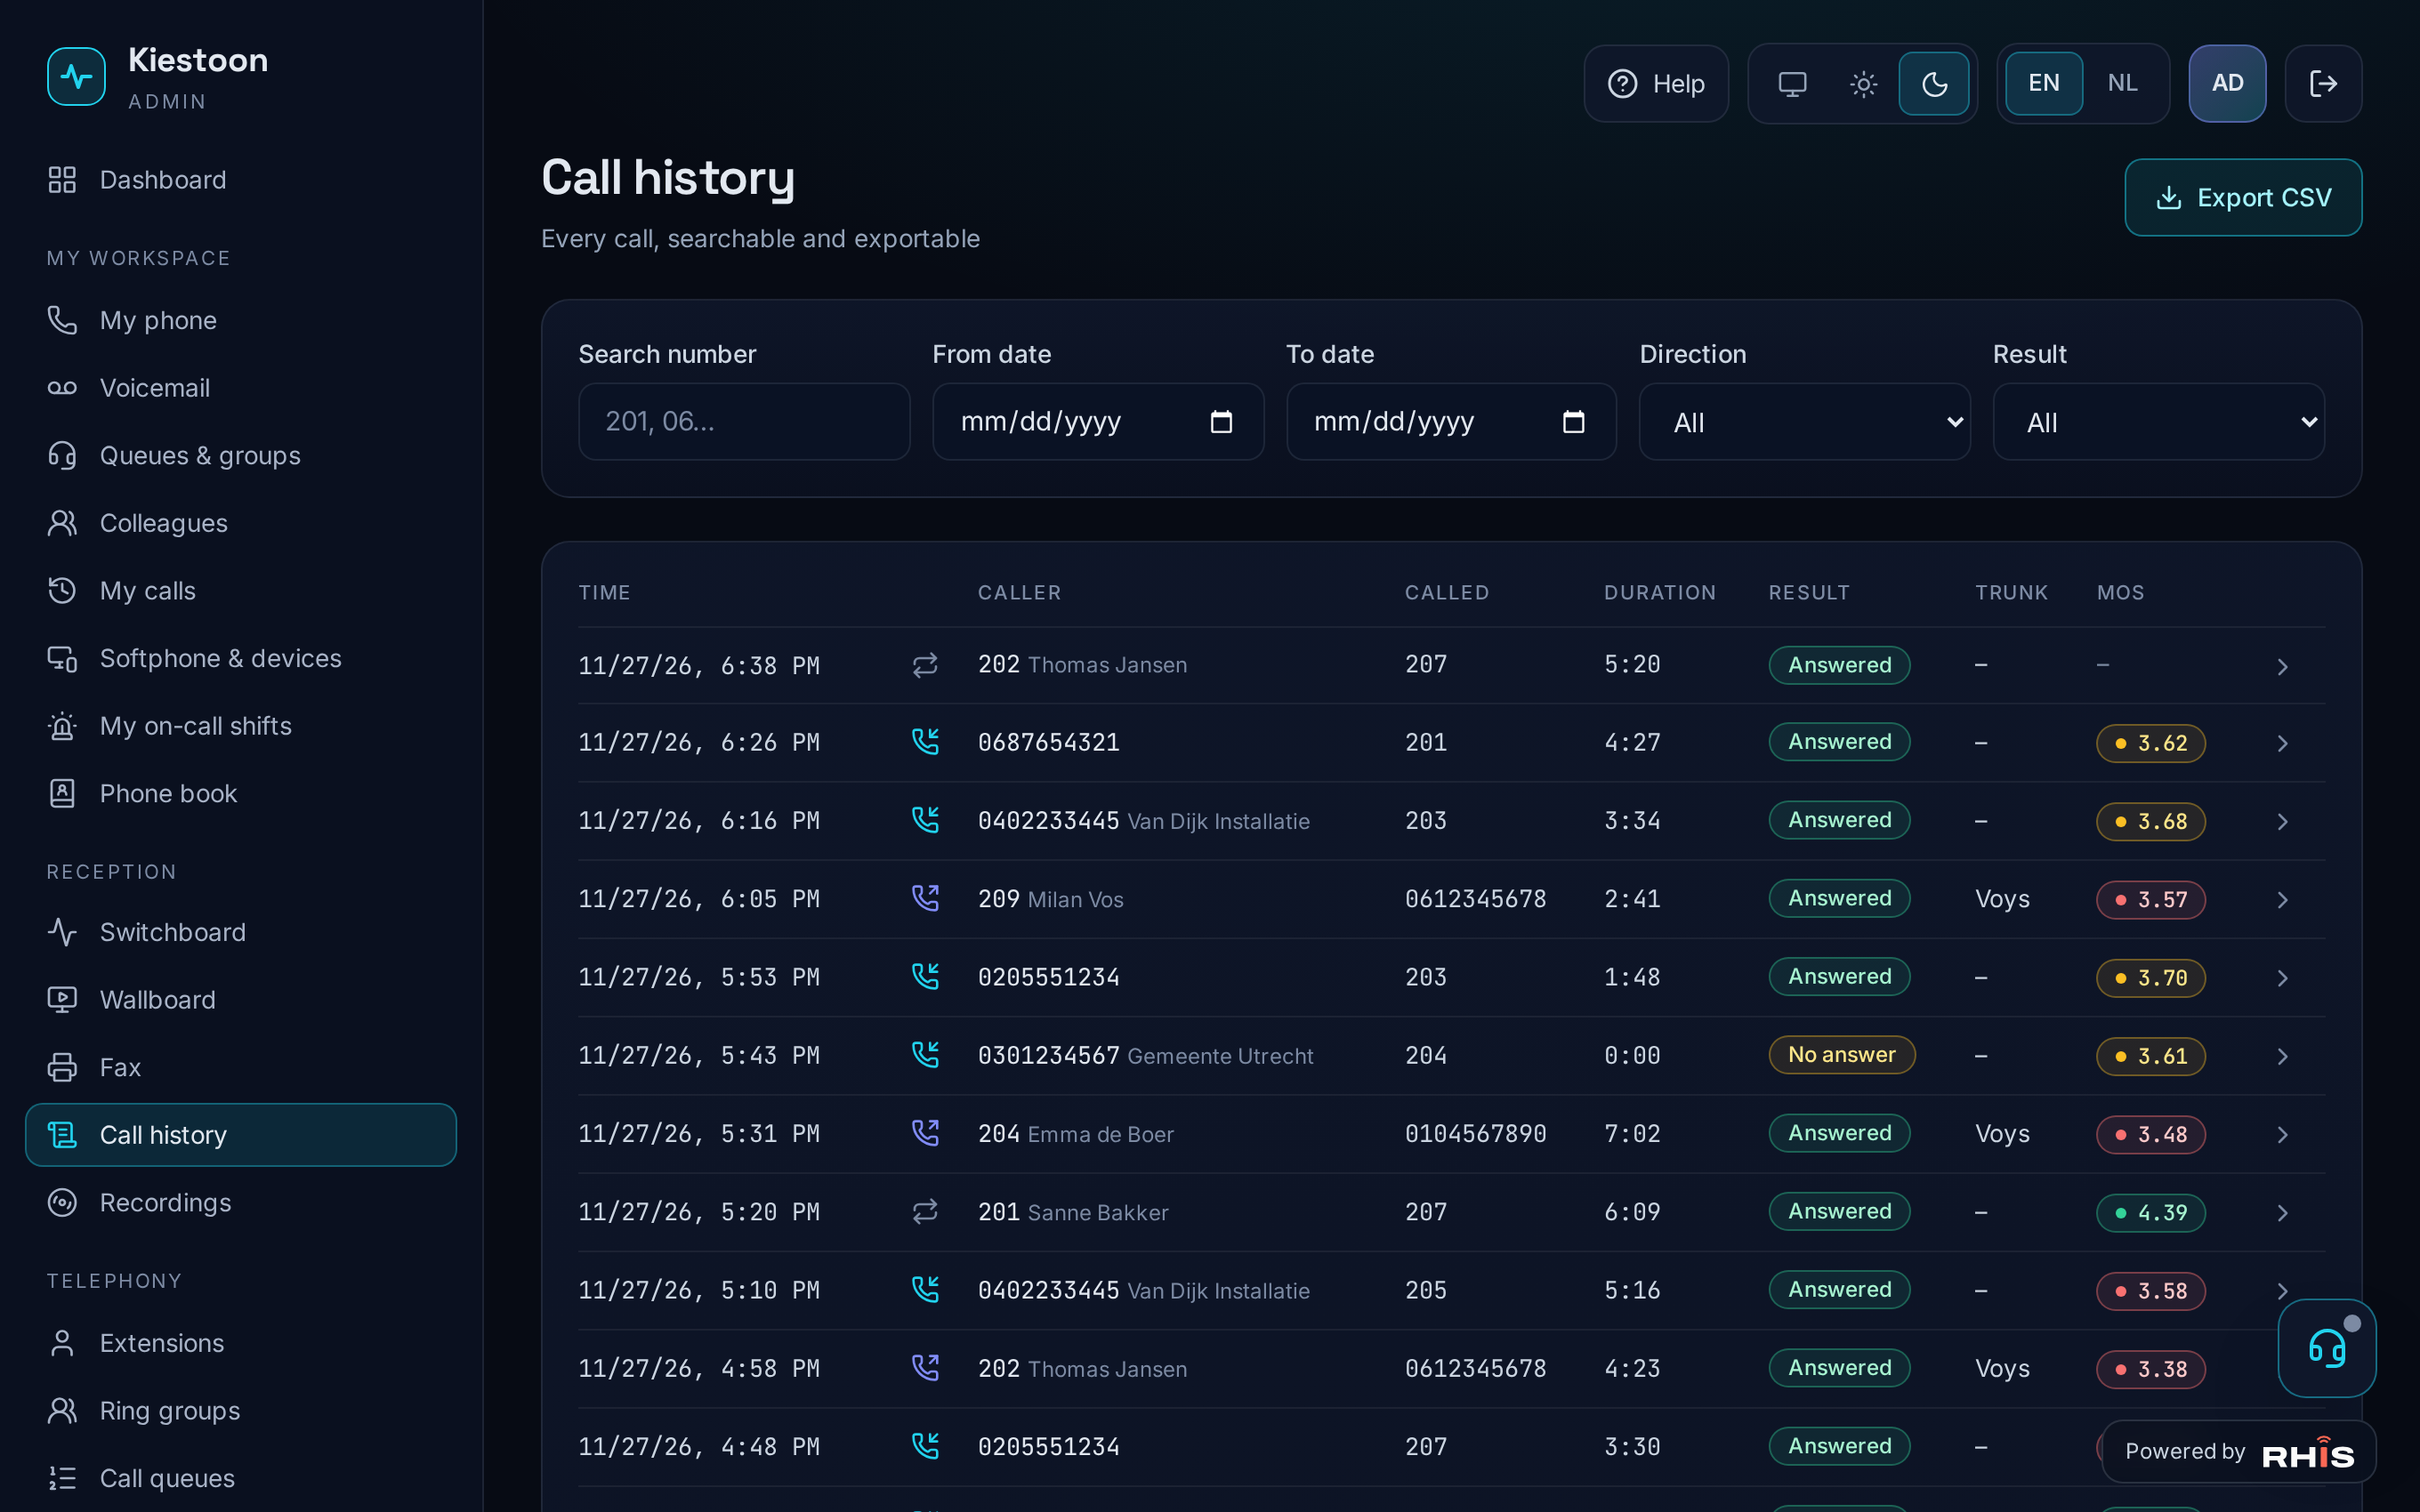 Kiestoon
ADMIN
Dashboard
MY WORKSPACE
My phone
Voicemail
Queues & groups
Colleagues
My calls
Softphone & devices
My on-call shifts
Phone book
RECEPTION
Switchboard
Wallboard
Fax
Call history
Recordings
TELEPHONY
Extensions
Ring groups
Call queues
Help
EN NL
AD
Call history
Every call, searchable and exportable
Export CSV
Search number From date To date Direction Result
201, 06... mm/dd/yyyy mm/dd/yyyy All All
TIME CALLER CALLED DURATION RESULT TRUNK MOS
11/27/26, 6:38 PM 202 Thomas Jansen 207 5:20 Answered – –
11/27/26, 6:26 PM 0687654321 201 4:27 Answered – 3.62
11/27/26, 6:16 PM 0402233445 Van Dijk Installatie 203 3:34 Answered – 3.68
11/27/26, 6:05 PM 209 Milan Vos 0612345678 2:41 Answered Voys 3.57
11/27/26, 5:53 PM 0205551234 203 1:48 Answered – 3.70
11/27/26, 5:43 PM 0301234567 Gemeente Utrecht 204 0:00 No answer – 3.61
11/27/26, 5:31 PM 204 Emma de Boer 0104567890 7:02 Answered Voys 3.48
11/27/26, 5:20 PM 201 Sanne Bakker 207 6:09 Answered – 4.39
11/27/26, 5:10 PM 0402233445 Van Dijk Installatie 205 5:16 Answered – 3.58
11/27/26, 4:58 PM 202 Thomas Jansen 0612345678 4:23 Answered Voys 3.38
11/27/26, 4:48 PM 0205551234 207 3:30 Answered –
Powered by RHIS